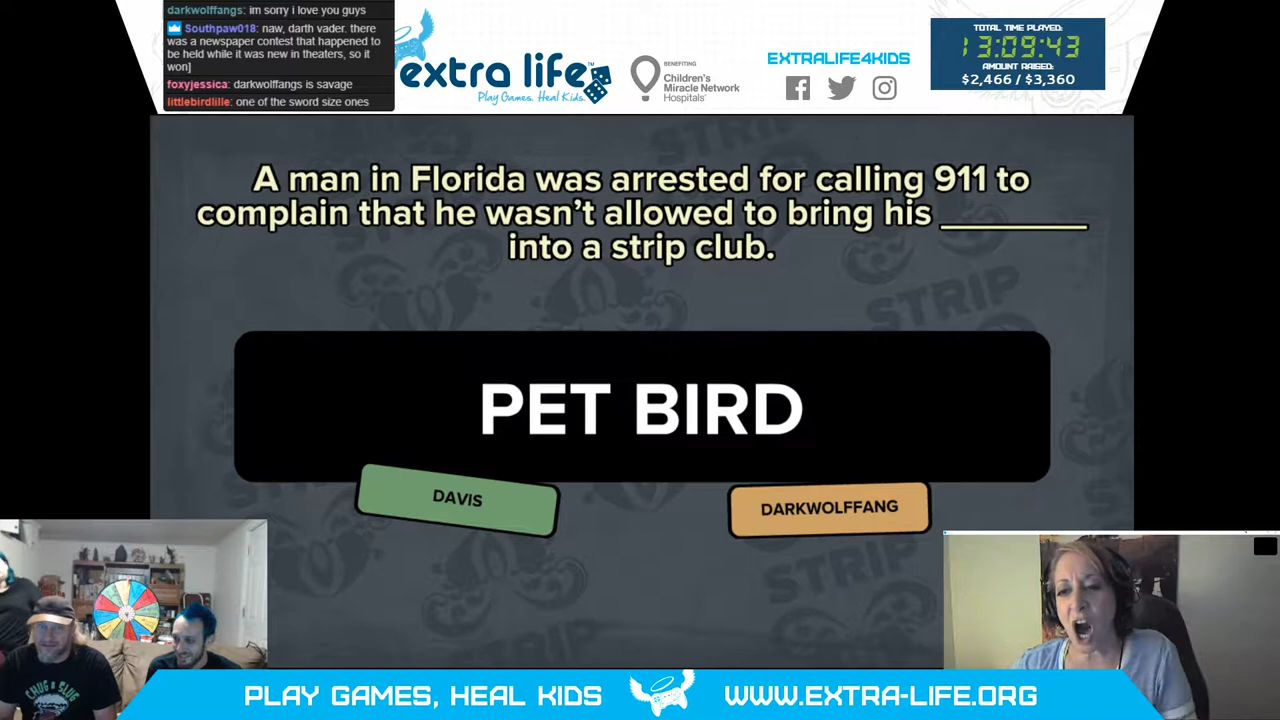 darkwolffangs: im sorry i love you guys
Southpaw018: naw, darth vader. there
was a newspaper contest that happened to
be held while it was new in theaters, so it
won]
foxyjessica: darkwolffangs is savage
littlebirdlille: one of the sword size ones
extra life™
Play Games. Heal Kids.
BENEFITING
Children's
Miracle Network
Hospitals®
EXTRALIFE4KIDS
TOTAL TIME PLAYED:
13:09:43
AMOUNT RAISED:
$2,466 / $3,360
A man in Florida was arrested for calling 911 to
complain that he wasn't allowed to bring his ________
into a strip club.
PET BIRD
DAVIS
DARKWOLFFANG
STRIP
STRIP
STRIP
CHUG N SLUG
PLAY GAMES, HEAL KIDS
WWW.EXTRA-LIFE.ORG